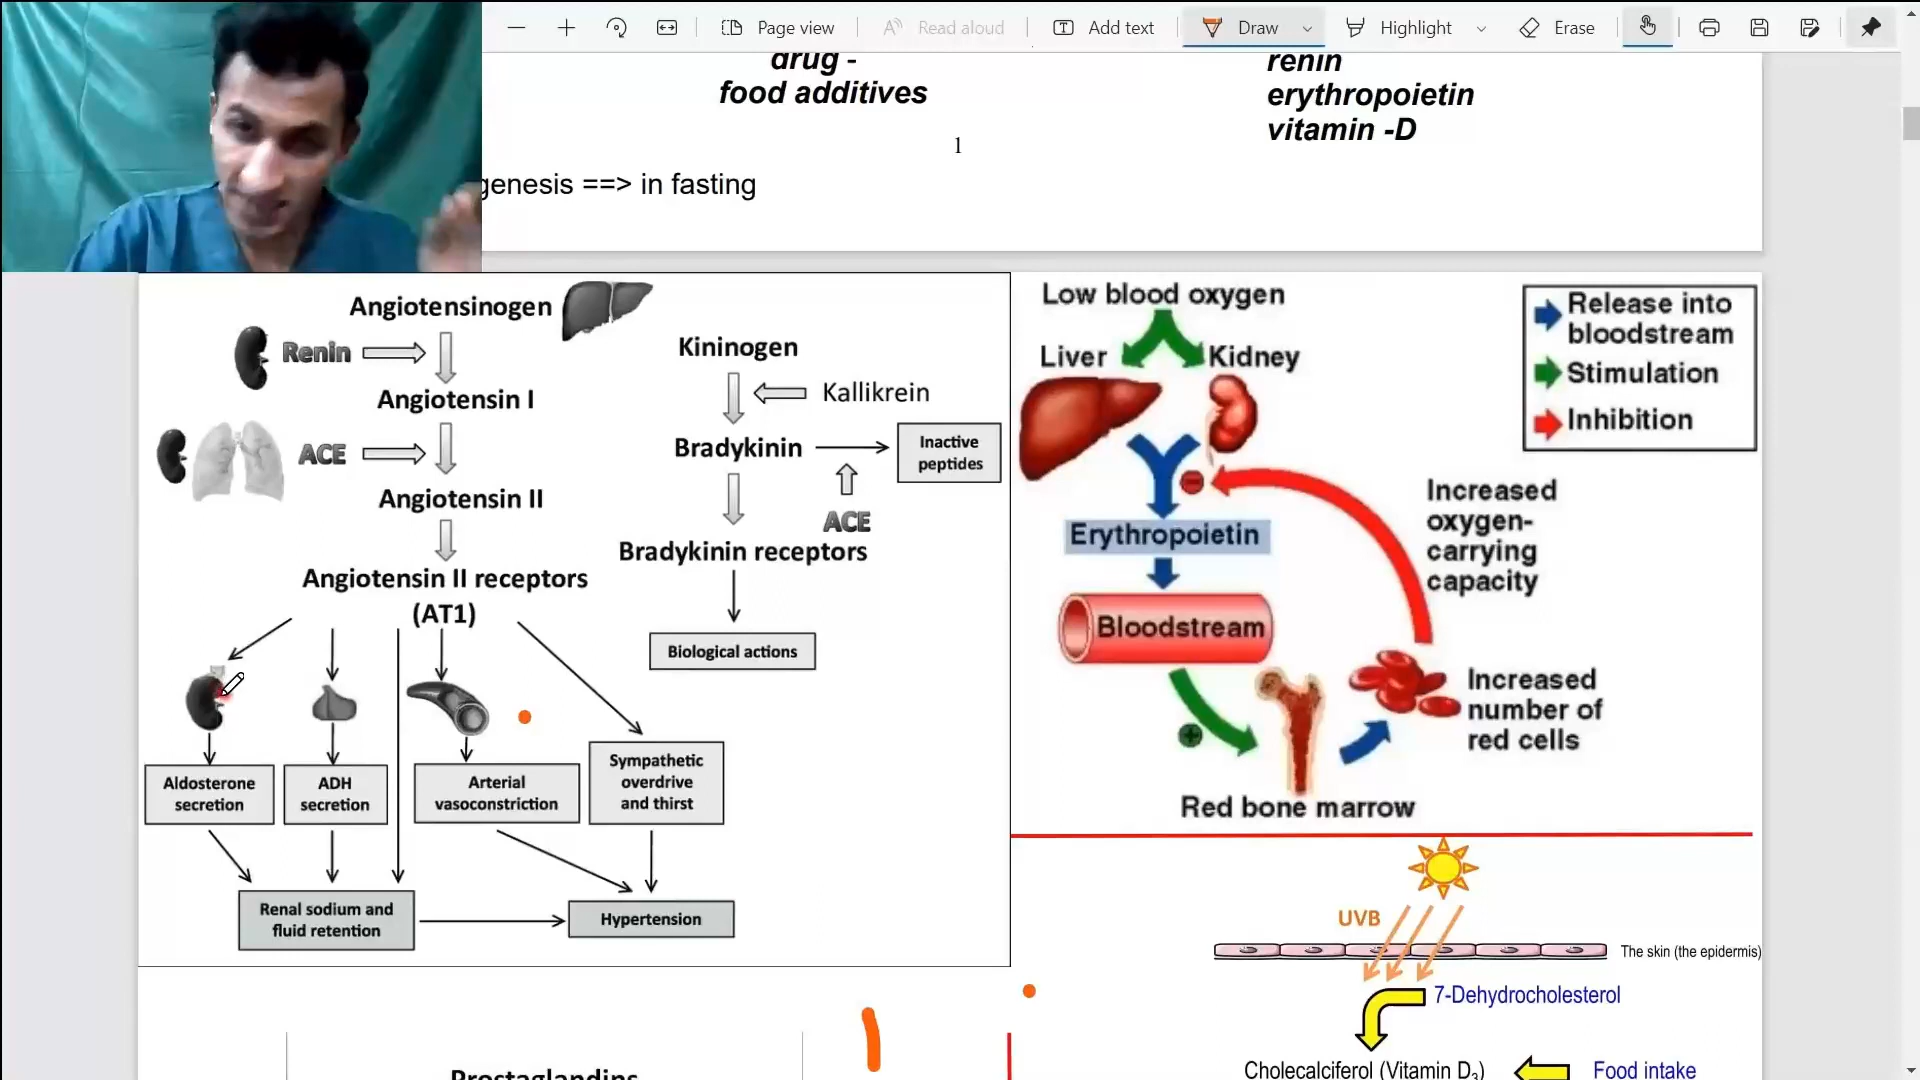 Page view
Read aloud
Add text
Draw
Highlight
Erase
drug -
food additives
renin
erythropoietin
vitamin -D
1
genesis ==> in fasting
Angiotensinogen
Renin
Angiotensin I
ACE
Angiotensin II
Angiotensin II receptors
(AT1)
Kininogen
Kallikrein
Bradykinin
Inactive
peptides
ACE
Bradykinin receptors
Biological actions
Aldosterone
secretion
ADH
secretion
Arterial
vasoconstriction
Sympathetic
overdrive
and thirst
Renal sodium and
fluid retention
Hypertension
Low blood oxygen
Liver
Kidney
Release into
bloodstream
Stimulation
Inhibition
Erythropoietin
Increased
oxygen-
carrying
capacity
Bloodstream
Increased
number of
red cells
Red bone marrow
UVB
The skin (the epidermis)
7-Dehydrocholesterol
Cholecalciferol (Vitamin D3)
Food intake
Prostaglandins